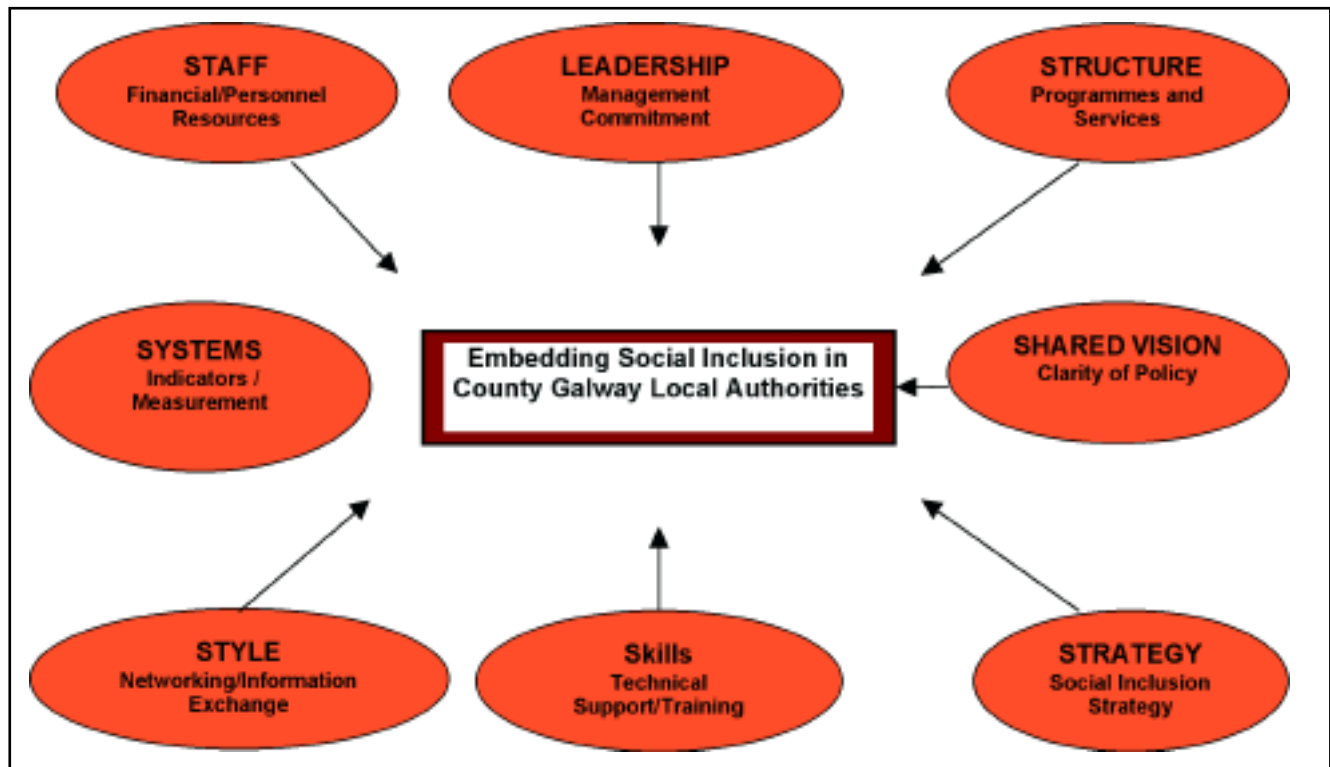 STAFF
Financial/Personnel
Resources
LEADERSHIP
Management
Commitment
STRUCTURE
Programmes and
Services
SYSTEMS
Indicators /
Measurement
Embedding Social Inclusion in
County Galway Local Authorities
SHARED VISION
Clarity of Policy
STYLE
Networking/Information
Exchange
Skills
Technical
Support/Training
STRATEGY
Social Inclusion
Strategy